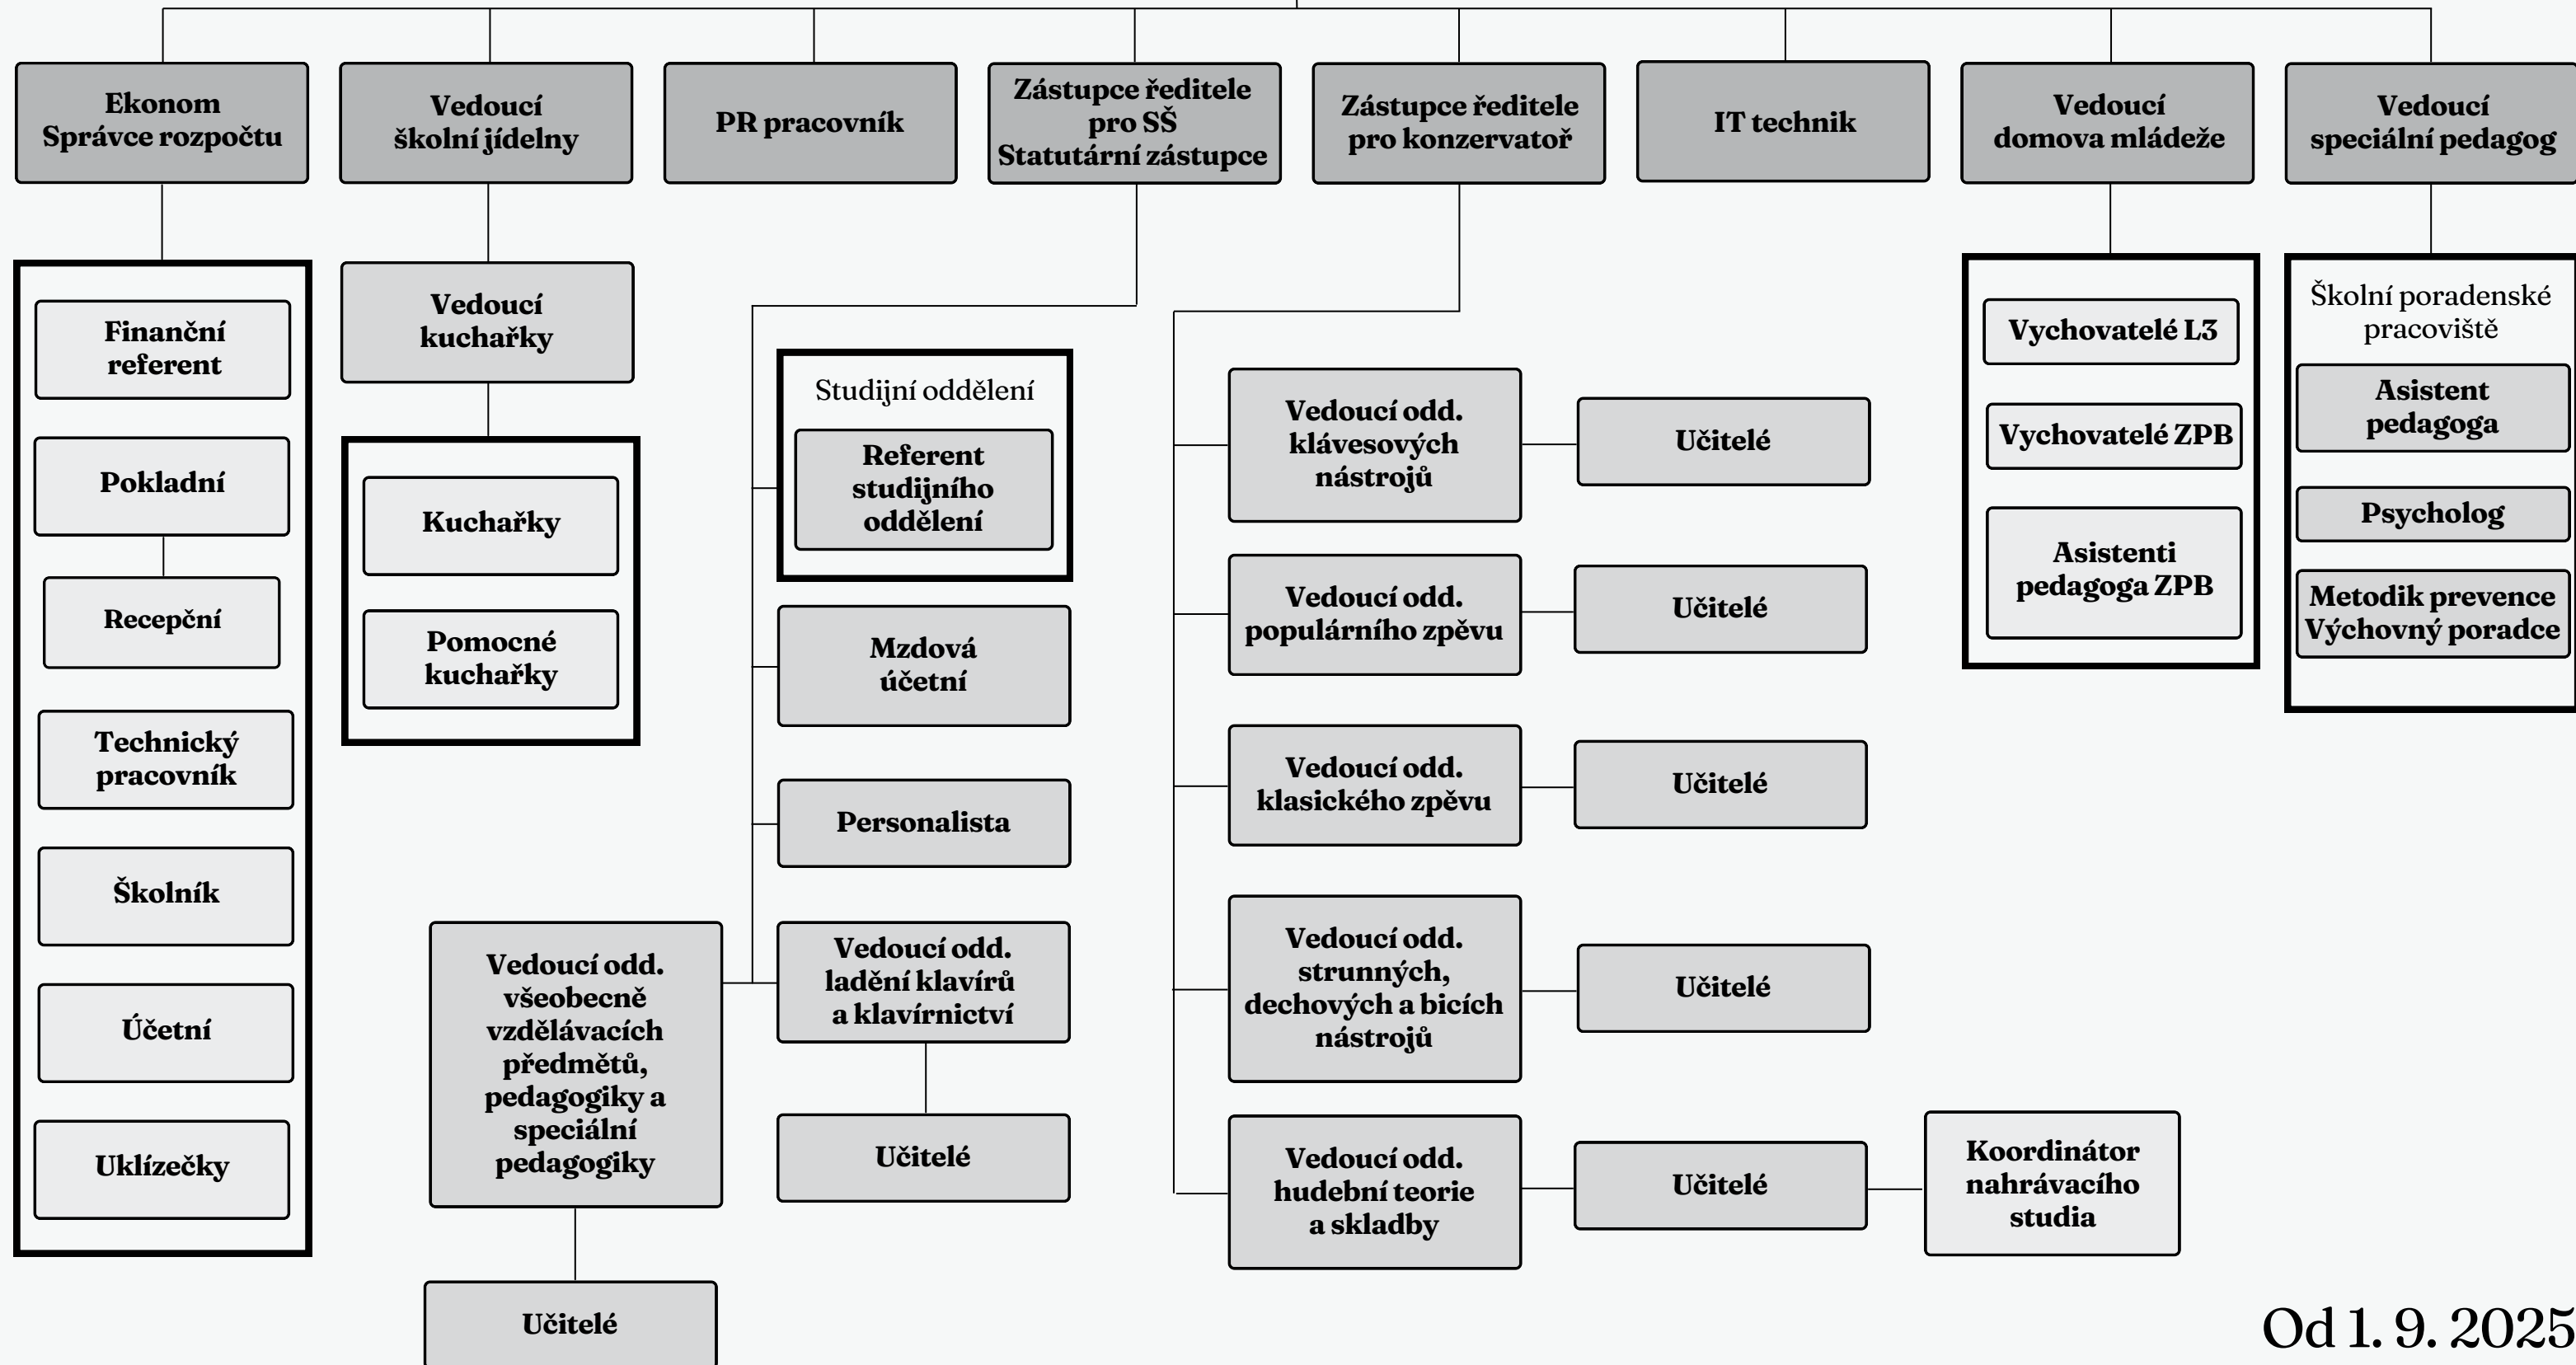 Ekonom
Správce rozpočtu
Vedoucí
školní jídelny
PR pracovník
Zástupce ředitele
pro SŠ
Statutární zástupce
Zástupce ředitele
pro konzervatoř
IT technik
Vedoucí
domova mládeže
Vedoucí
speciální pedagog
Finanční
referent
Pokladní
Recepční
Technický
pracovník
Školník
Účetní
Uklízečky
Vedoucí
kuchařky
Kuchařky
Pomocné
kuchařky
Studijní oddělení
Referent
studijního
oddělení
Mzdová
účetní
Personalista
Vedoucí odd.
ladění klavírů
a klavírnictví
Učitelé
Vedoucí odd.
všeobecně
vzdělávacích
předmětů,
pedagogiky a
speciální
pedagogiky
Učitelé
Vedoucí odd.
klávesových
nástrojů
Učitelé
Vedoucí odd.
populárního zpěvu
Učitelé
Vedoucí odd.
klasického zpěvu
Učitelé
Vedoucí odd.
strunných,
dechových a bicích
nástrojů
Učitelé
Vedoucí odd.
hudební teorie
a skladby
Učitelé
Koordinátor
nahrávacího
studia
Vychovatelé L3
Vychovatelé ZPB
Asistenti
pedagoga ZPB
Školní poradenské
pracoviště
Asistent
pedagoga
Psycholog
Metodik prevence
Výchovný poradce
Od 1. 9. 2025